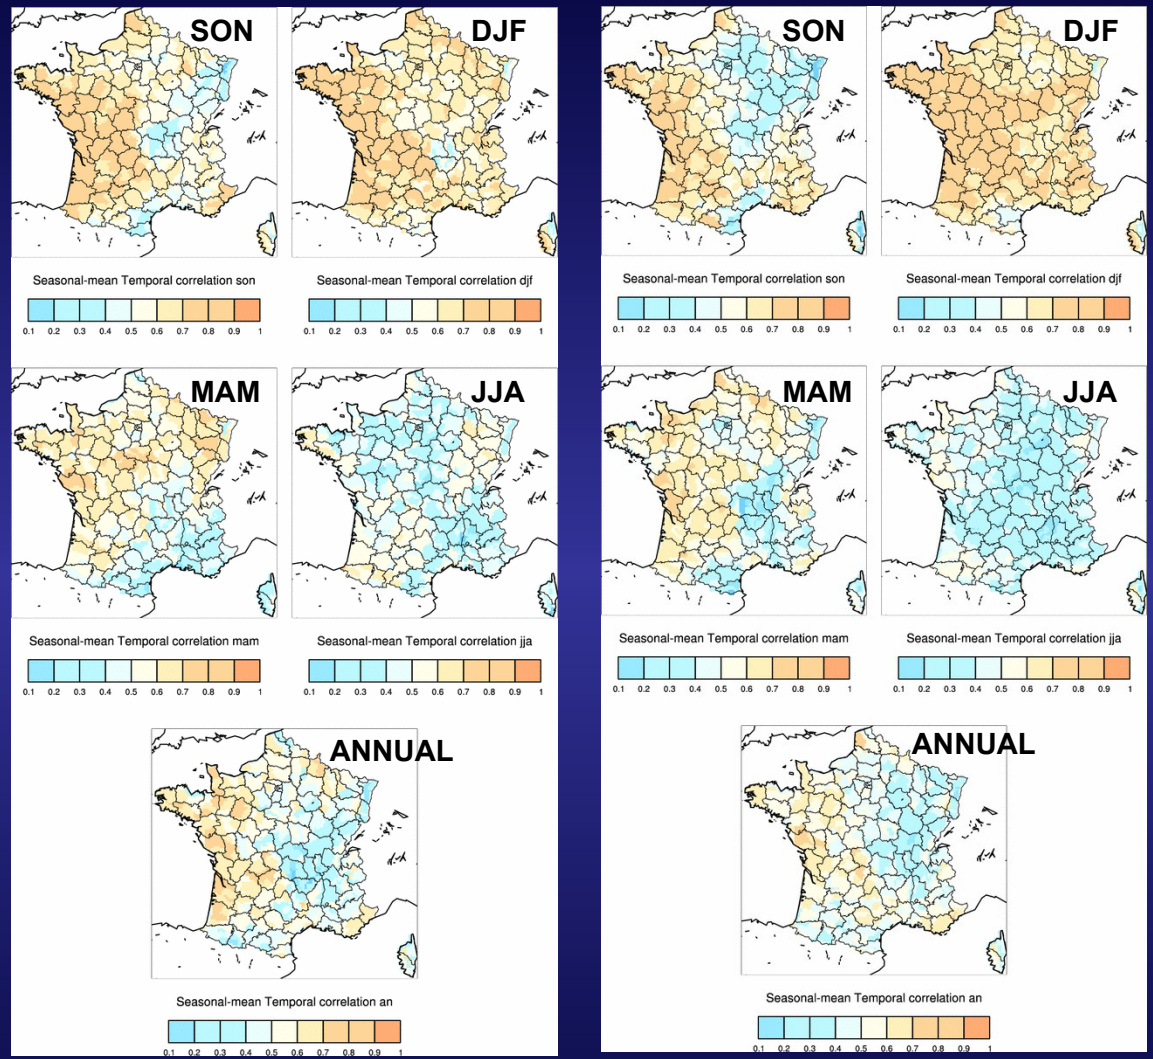 SON
DJF
SON
DJF
Seasonal-mean Temporal correlation son
Seasonal-mean Temporal correlation djf
Seasonal-mean Temporal correlation son
Seasonal-mean Temporal correlation djf
0.1 0.2 0.3 0.4 0.5 0.6 0.7 0.8 0.9 1
0.1 0.2 0.3 0.4 0.5 0.6 0.7 0.8 0.9 1
0.1 0.2 0.3 0.4 0.5 0.6 0.7 0.8 0.9 1
0.1 0.2 0.3 0.4 0.5 0.6 0.7 0.8 0.9 1
MAM
JJA
MAM
JJA
Seasonal-mean Temporal correlation mam
Seasonal-mean Temporal correlation jja
Seasonal-mean Temporal correlation mam
Seasonal-mean Temporal correlation jja
0.1 0.2 0.3 0.4 0.5 0.6 0.7 0.8 0.9 1
0.1 0.2 0.3 0.4 0.5 0.6 0.7 0.8 0.9 1
0.1 0.2 0.3 0.4 0.5 0.6 0.7 0.8 0.9 1
0.1 0.2 0.3 0.4 0.5 0.6 0.7 0.8 0.9 1
ANNUAL
ANNUAL
Seasonal-mean Temporal correlation an
Seasonal-mean Temporal correlation an
0.1 0.2 0.3 0.4 0.5 0.6 0.7 0.8 0.9 1
0.1 0.2 0.3 0.4 0.5 0.6 0.7 0.8 0.9 1